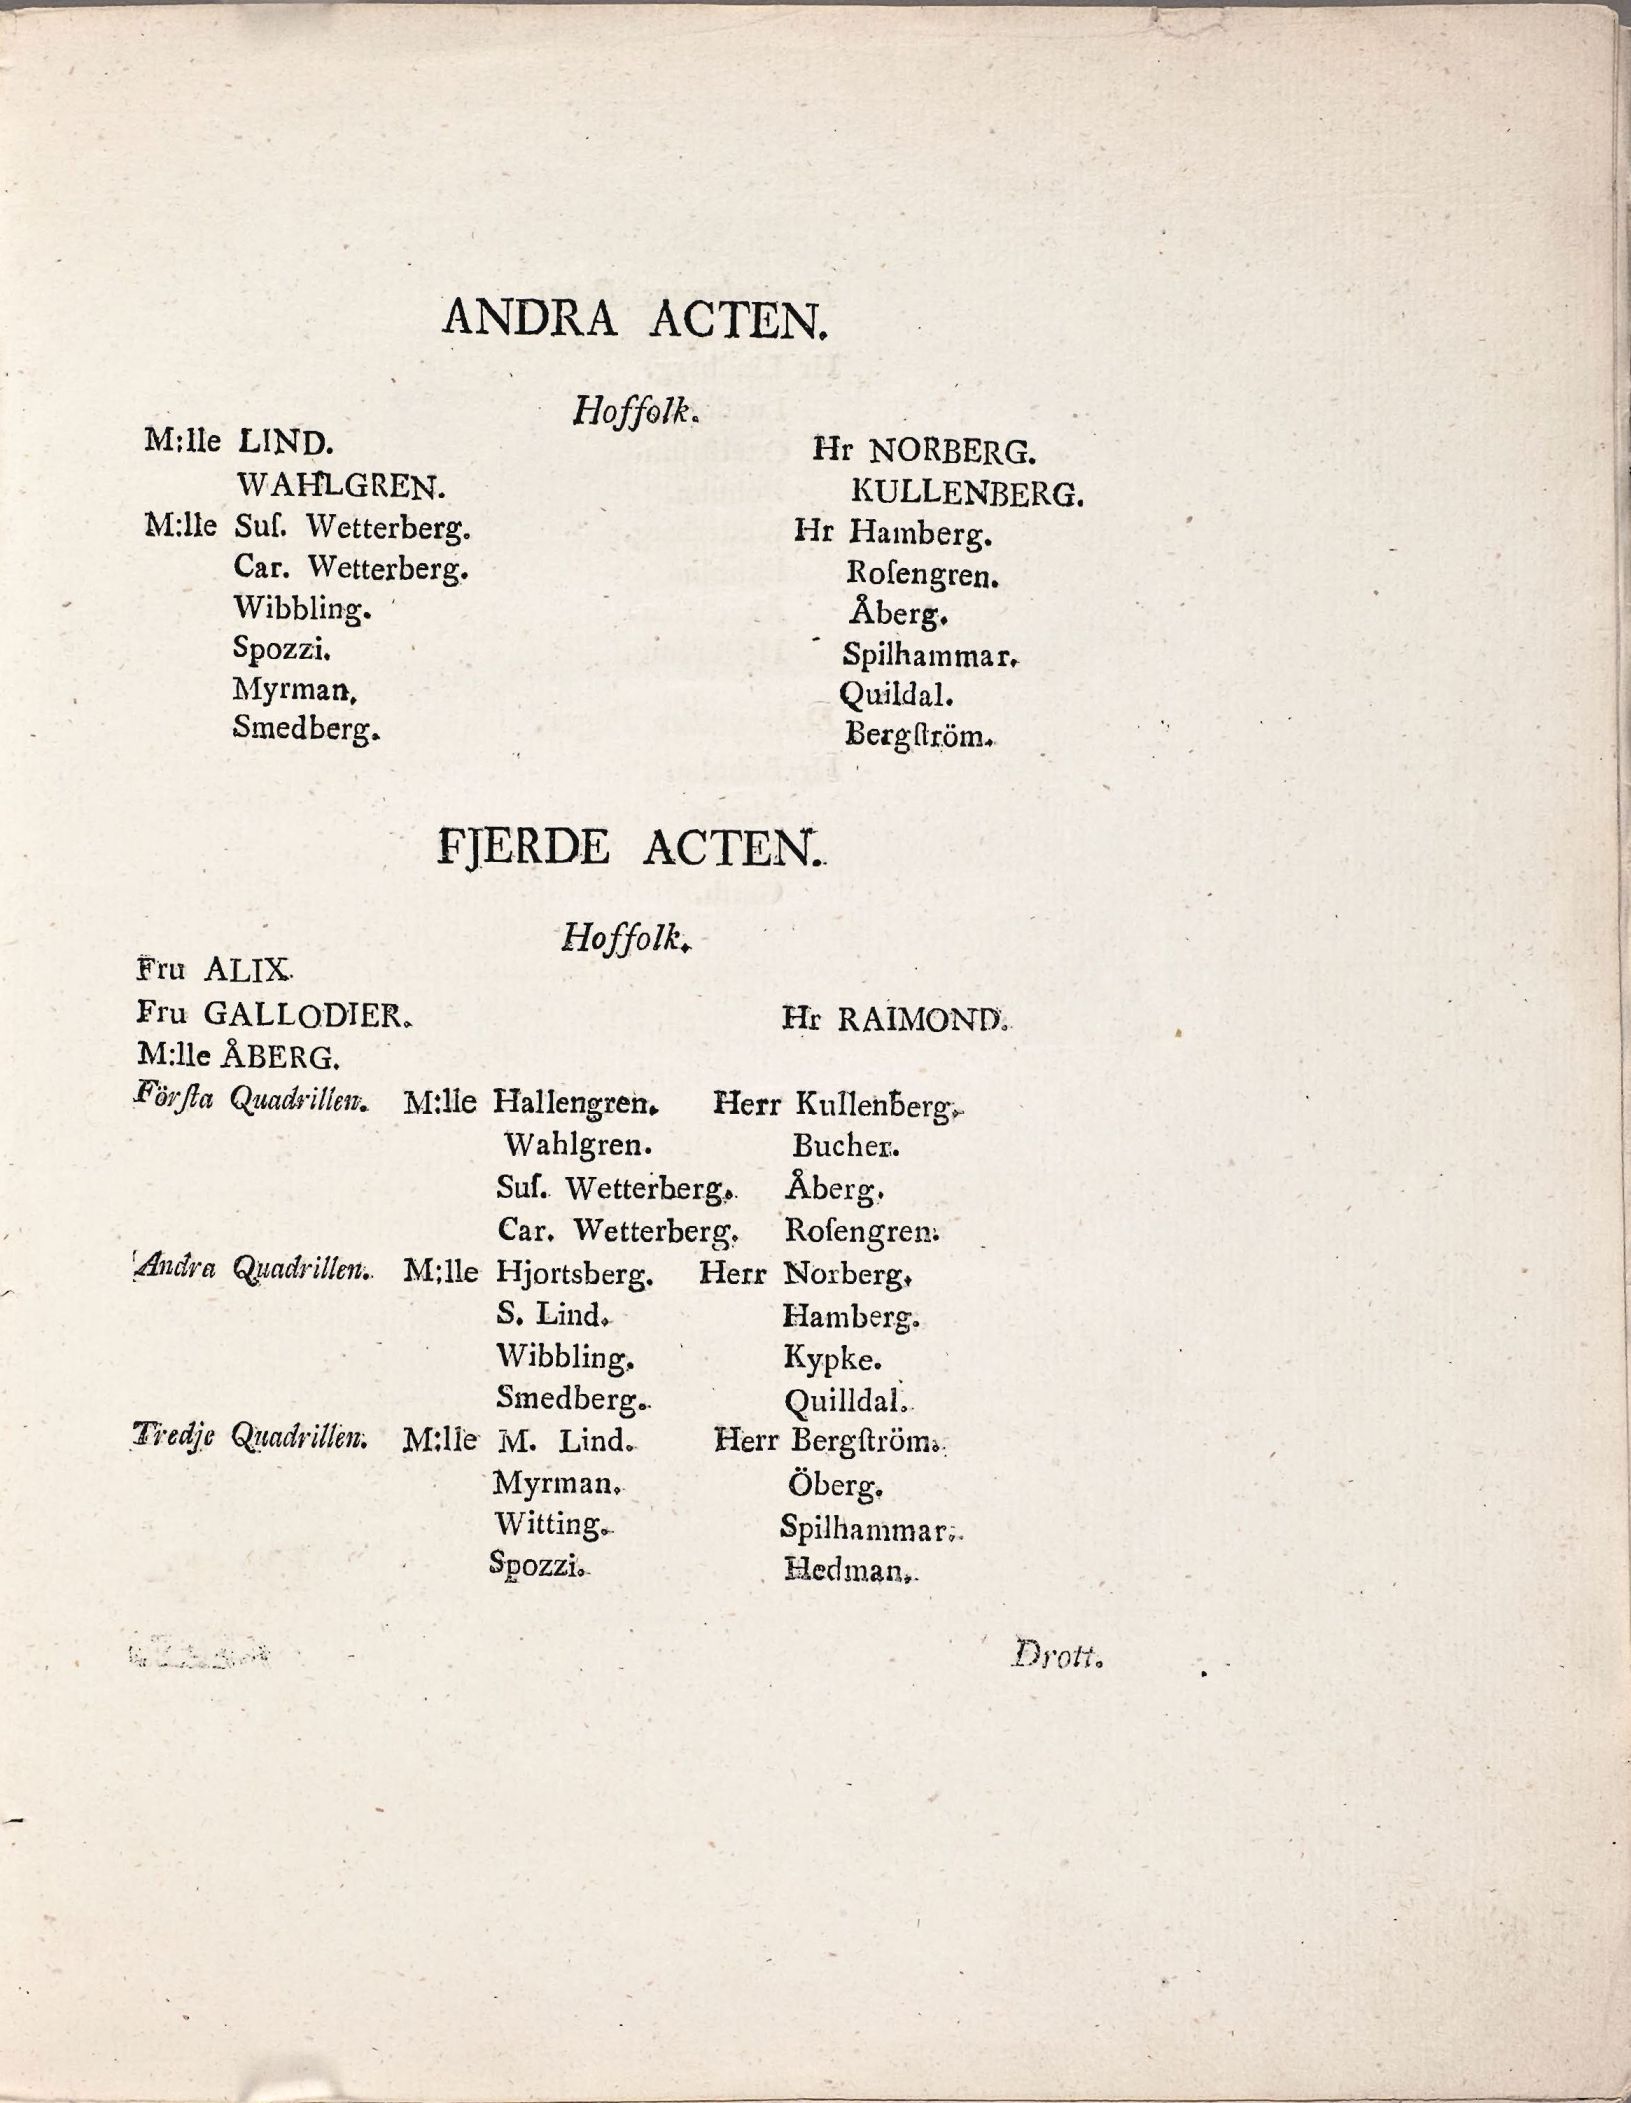 ANDRA ACTEN.
Hoffolk.
M:lle LIND. Hr NORBERG.
WAHLGREN. KULLENBERG.
M:lle Suſ. Wetterberg. Hr Hamberg.
Car. Wetterberg. Roſengren.
Wibbling. Åberg.
Spozzi. Spilhammar.
Myrman. Quildal.
Smedberg. Bergſtröm.
FJERDE ACTEN.
Hoffolk.
Fru ALIX.
Fru GALLODIER. Hr RAIMOND.
M:lle ÅBERG.
Förſta Quadrillen. M:lle Hallengren. Herr Kullenberg.
Wahlgren. Bucher.
Suſ. Wetterberg. Åberg.
Car. Wetterberg. Roſengren.
Andra Quadrillen. M:lle Hjortsberg. Herr Norberg.
S. Lind. Hamberg.
Wibbling. Kypke.
Smedberg. Quilldal.
Tredje Quadrillen. M:lle M. Lind. Herr Bergſtröm.
Myrman. Öberg.
Witting. Spilhammar.
Spozzi. Hedman.
Drott.